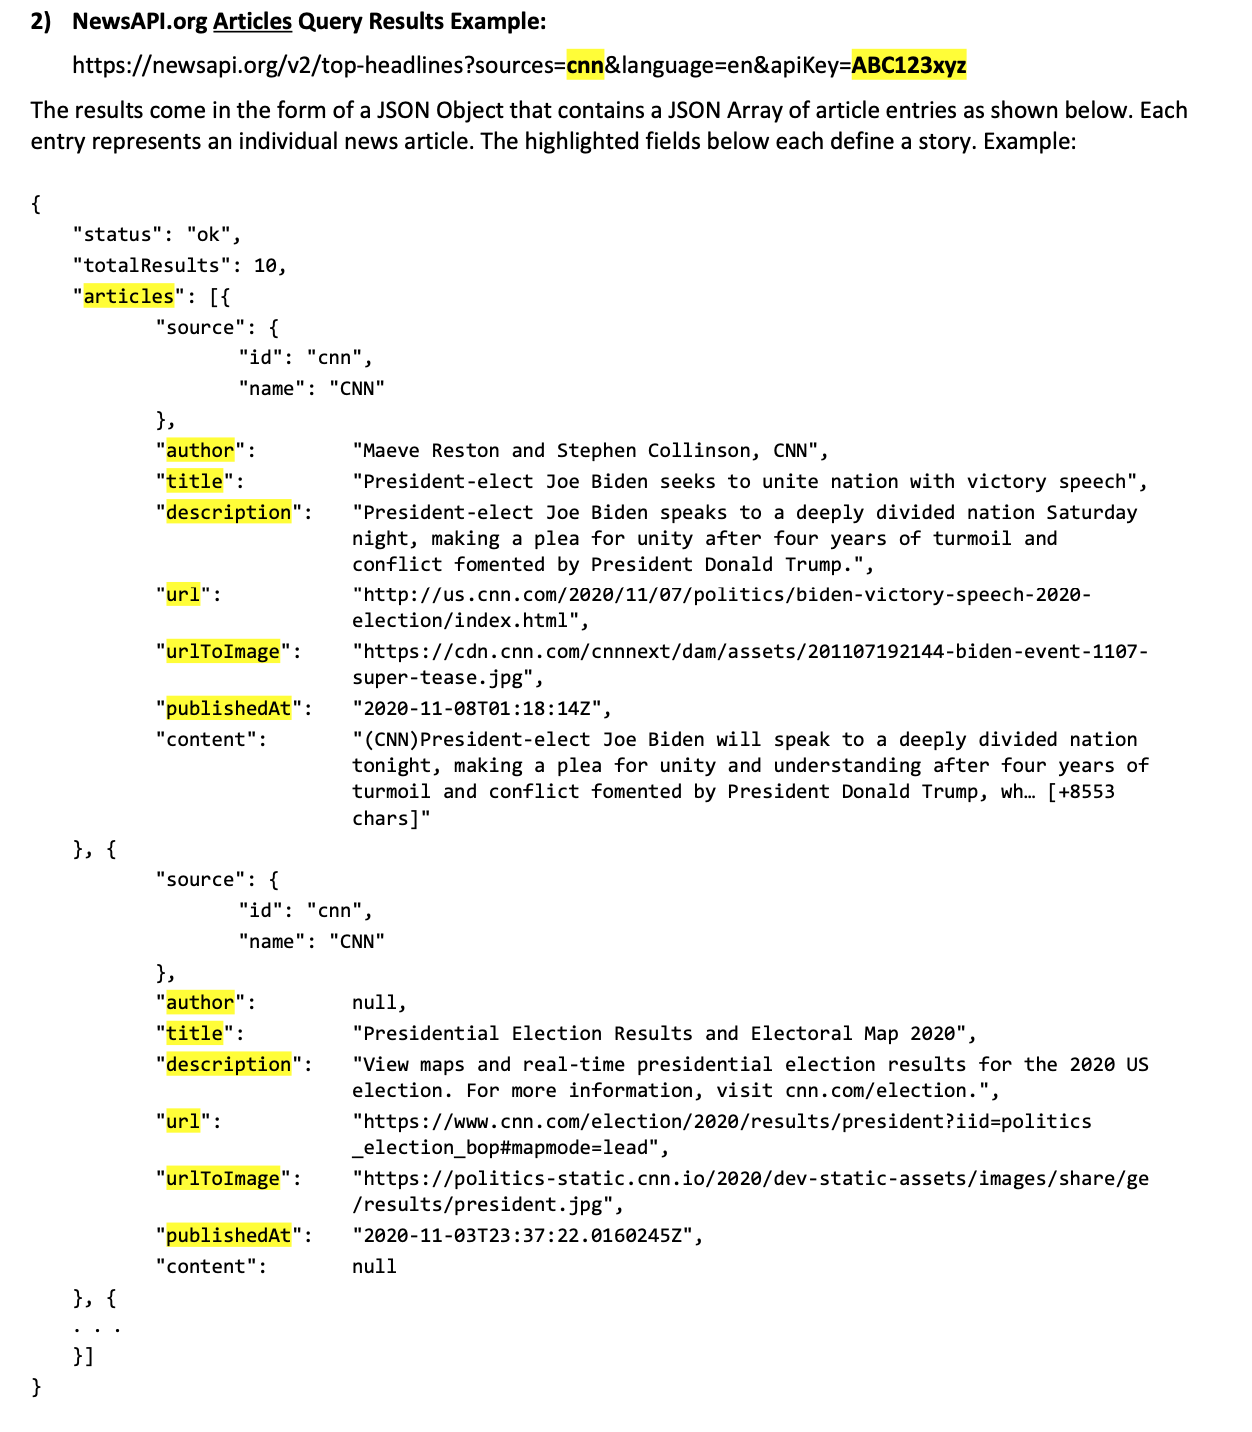 2) NewsAPI.org Articles Query Results Example:
https://newsapi.org/v2/top-headlines?sources=cnn&language=en&apiKey=ABC123xyz
The results come in the form of a JSON Object that contains a JSON Array of article entries as shown below. Each
entry represents an individual news article. The highlighted fields below each define a story. Example:
{
"status": "ok",
"totalResults": 10,
"articles": [{
"source": {
"id": "cnn",
"name": "CNN"
},
"author": "Maeve Reston and Stephen Collinson, CNN",
"title": "President-elect Joe Biden seeks to unite nation with victory speech",
"description": "President-elect Joe Biden speaks to a deeply divided nation Saturday
night, making a plea for unity after four years of turmoil and
conflict fomented by President Donald Trump.",
"url": "http://us.cnn.com/2020/11/07/politics/biden-victory-speech-2020-
election/index.html",
"urlToImage": "https://cdn.cnn.com/cnnnext/dam/assets/201107192144-biden-event-1107-
super-tease.jpg",
"publishedAt": "2020-11-08T01:18:14Z",
"content": "(CNN)President-elect Joe Biden will speak to a deeply divided nation
tonight, making a plea for unity and understanding after four years of
turmoil and conflict fomented by President Donald Trump, wh… [+8553
chars]"
}, {
"source": {
"id": "cnn",
"name": "CNN"
},
"author": null,
"title": "Presidential Election Results and Electoral Map 2020",
"description": "View maps and real-time presidential election results for the 2020 US
election. For more information, visit cnn.com/election.",
"url": "https://www.cnn.com/election/2020/results/president?iid=politics
_election_bop#mapmode=lead",
"urlToImage": "https://politics-static.cnn.io/2020/dev-static-assets/images/share/ge
/results/president.jpg",
"publishedAt": "2020-11-03T23:37:22.0160245Z",
"content": null
}, {
. . .
}]
}